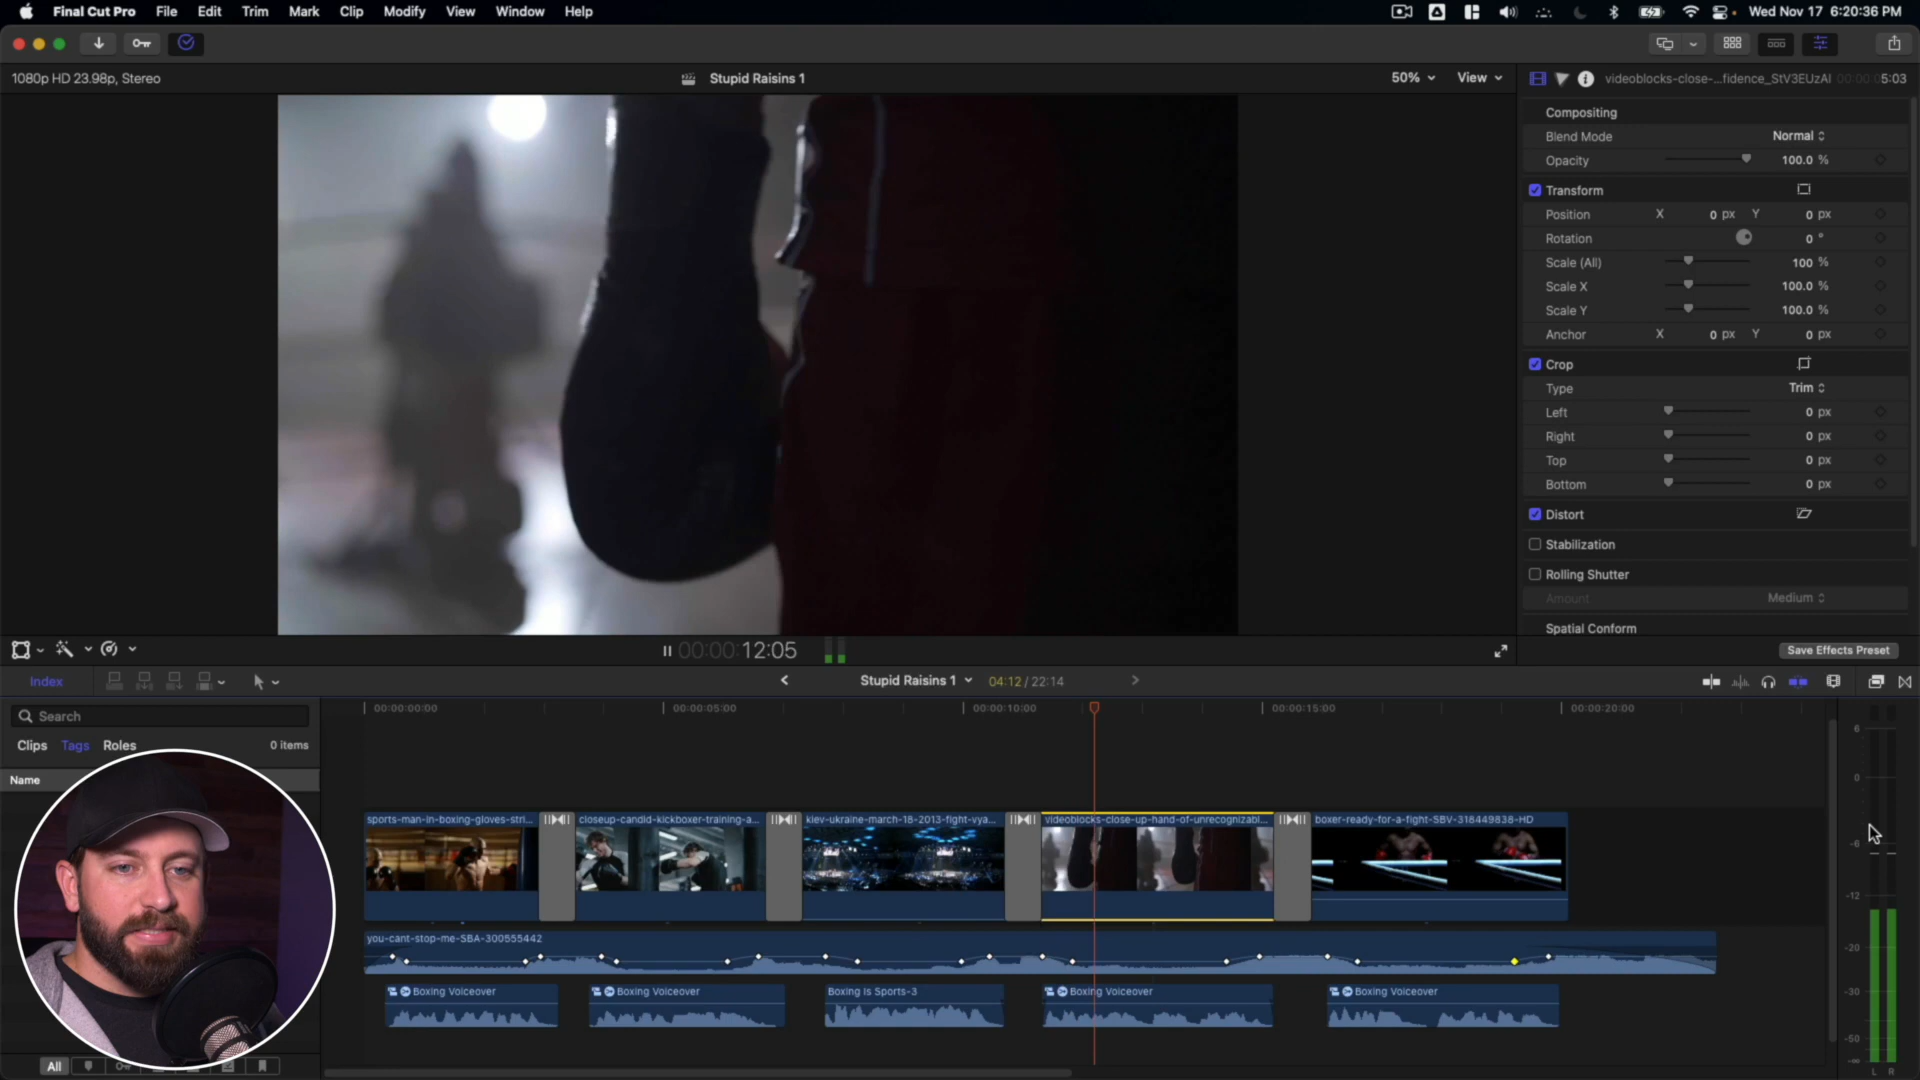 Final Cut Pro File Edit Trim Mark Clip Modify View Window Help Wed Nov 17 6:20:36 PM
1080p HD 23.98p, Stereo Stupid Raisins 1 50% View videoblocks-close-...fidence_StV3EUzAI 00:00:05:03
Compositing
Blend Mode Normal
Opacity 100.0 %
Transform
Position X 0 px Y 0 px
Rotation 0 °
Scale (All) 100 %
Scale X 100.0 %
Scale Y 100.0 %
Anchor X 0 px Y 0 px
Crop
Type Trim
Left 0 px
Right 0 px
Top 0 px
Bottom 0 px
Distort
Stabilization
Rolling Shutter
Amount Medium
Spatial Conform
00:00:12:05 Save Effects Preset
Index Stupid Raisins 1 04:12 / 22:14
Search
00:00:00:00 00:00:05:00 00:00:10:00 00:00:15:00 00:00:20:00
Clips Tags Roles 0 items
Name
sports-man-in-boxing-gloves-stri... closeup-candid-kickboxer-training-a... kiev-ukraine-march-18-2013-fight-vya... videoblocks-close-up-hand-of-unrecognizabl... boxer-ready-for-a-fight-SBV-318449838-HD
you-cant-stop-me-SBA-300555442
Boxing Voiceover Boxing Voiceover Boxing Is Sports-3 Boxing Voiceover Boxing Voiceover
All
6
0
-6
-12
-20
-30
-50
-∞
L R